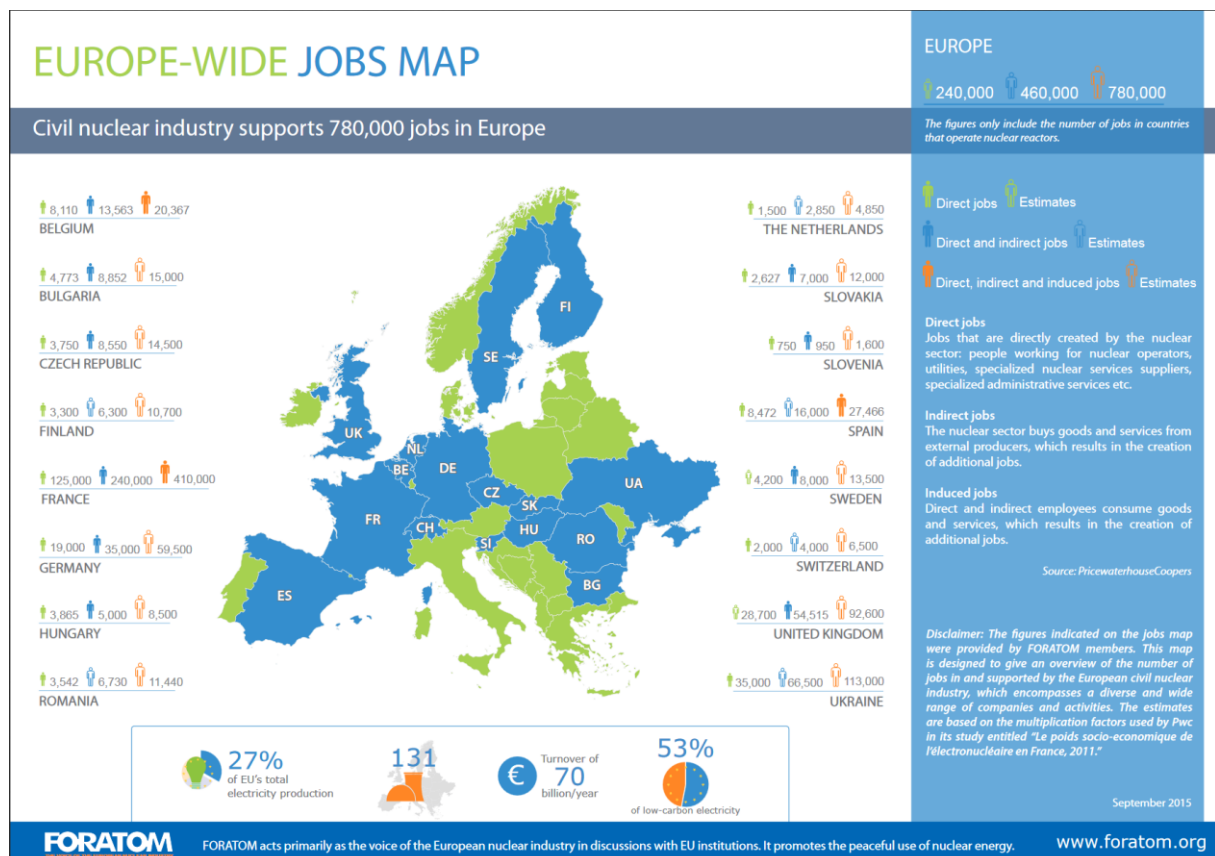 EUROPE-WIDE JOBS MAP
Civil nuclear industry supports 780,000 jobs in Europe
8,110 13,563 20,367
BELGIUM
4,773 8,852 15,000
BULGARIA
3,750 8,550 14,500
CZECH REPUBLIC
3,300 6,300 10,700
FINLAND
125,000 240,000 410,000
FRANCE
19,000 35,000 59,500
GERMANY
3,865 5,000 8,500
HUNGARY
3,542 6,730 11,440
ROMANIA
FI
SE
UK
NL
BE
DE
CZ
SK
UA
FR
CH
HU
SI
RO
BG
ES
1,500 2,850 4,850
THE NETHERLANDS
2,627 7,000 12,000
SLOVAKIA
750 950 1,600
SLOVENIA
8,472 16,000 27,466
SPAIN
4,200 8,000 13,500
SWEDEN
2,000 4,000 6,500
SWITZERLAND
28,700 54,515 92,600
UNITED KINGDOM
35,000 66,500 113,000
UKRAINE
27%
of EU's total
electricity production
131
€
Turnover of
70
billion/year
53%
of low-carbon electricity
EUROPE
240,000 460,000 780,000
The figures only include the number of jobs in countries
that operate nuclear reactors.
Direct jobs Estimates
Direct and indirect jobs Estimates
Direct, indirect and induced jobs Estimates
Direct jobs
Jobs that are directly created by the nuclear
sector: people working for nuclear operators,
utilities, specialized nuclear services suppliers,
specialized administrative services etc.
Indirect jobs
The nuclear sector buys goods and services from
external producers, which results in the creation
of additional jobs.
Induced jobs
Direct and indirect employees consume goods
and services, which results in the creation of
additional jobs.
Source: PricewaterhouseCoopers
Disclaimer: The figures indicated on the jobs map
were provided by FORATOM members. This map
is designed to give an overview of the number of
jobs in and supported by the European civil nuclear
industry, which encompasses a diverse and wide
range of companies and activities. The estimates
are based on the multiplication factors used by Pwc
in its study entitled "Le poids socio-economique de
l'électronucléaire en France, 2011."
September 2015
FORATOM
FORATOM acts primarily as the voice of the European nuclear industry in discussions with EU institutions. It promotes the peaceful use of nuclear energy.
www.foratom.org